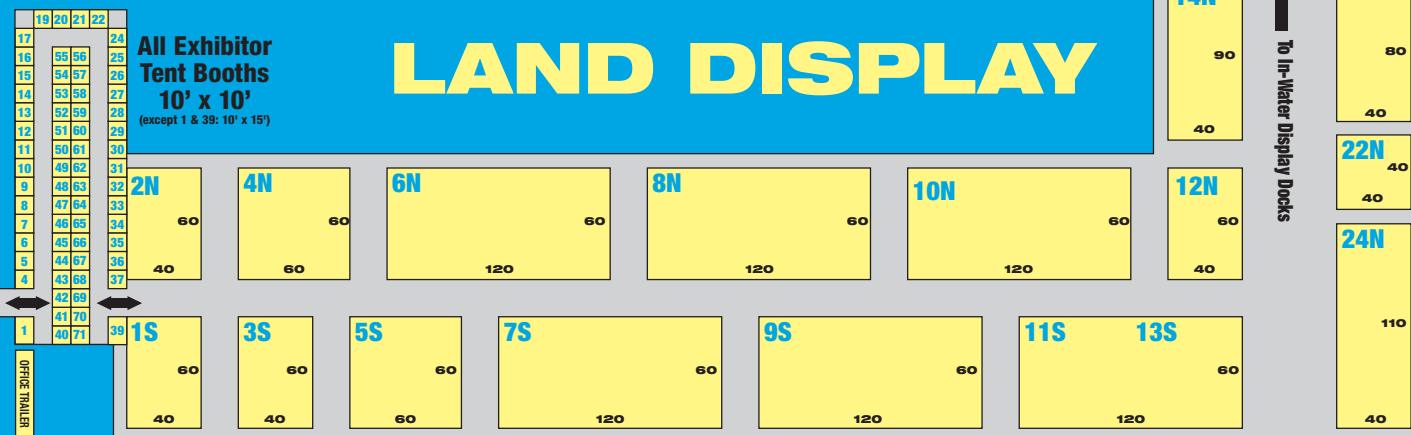 19 20 21 22
14N
17 24
All Exhibitor
Tent Booths
10’ x 10’
(except 1 & 39: 10’ x 15’)
LAND DISPLAY
90
40
To In-Water Display Docks
80
40
16 55 56 25
15 54 57 26
14 53 58 27
13 52 59 28
12 51 60 29
11 50 61 30
10 49 62 31
9 48 63 32
8 47 64 33
7 46 65 34
6 45 66 35
5 44 67 36
4 43 68 37
42 69
41 70
1 40 71 39
OFFICE TRAILER
2N
60
40
4N
60
60
6N
60
120
8N
60
120
10N
60
120
12N
60
40
22N
40
40
24N
110
40
1S
60
40
3S
60
40
5S
60
60
7S
60
120
9S
60
120
11S 13S
60
120